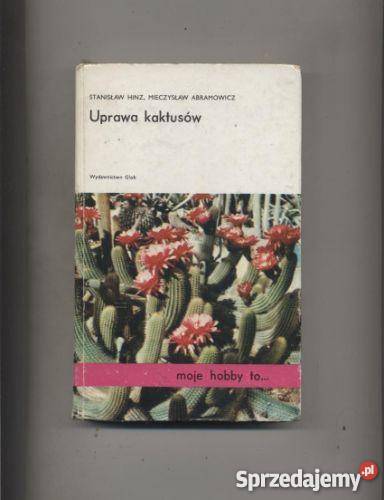 STANISŁAW HINZ, MIECZYSŁAW ABRAMOWICZ
Uprawa kaktusów
Wydawnictwo Glob
moje hobby to...
Sprzedajemy.pl